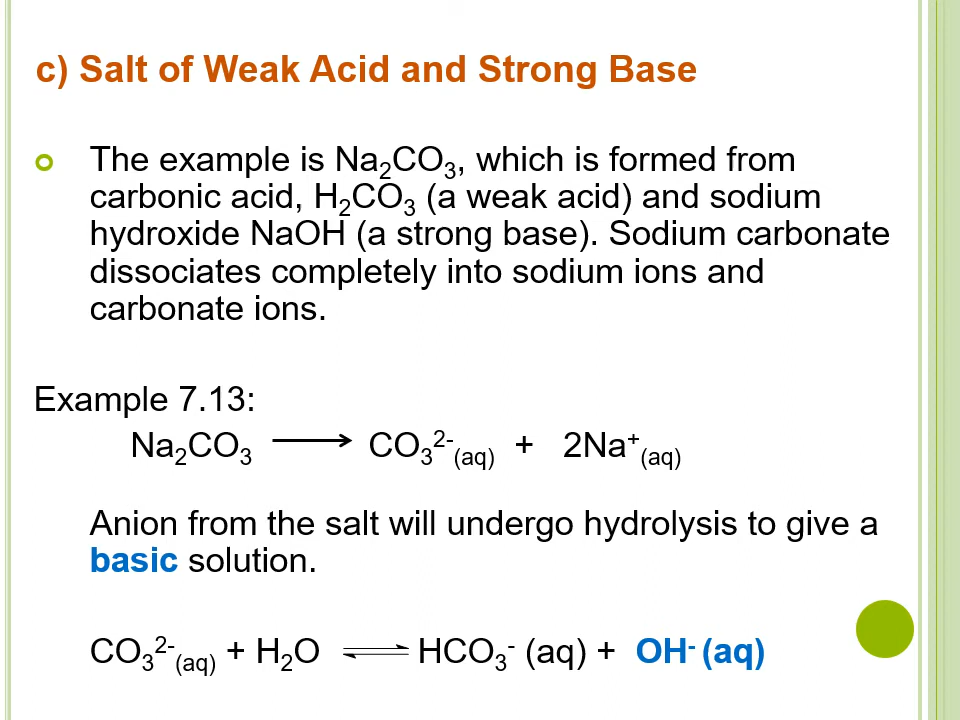 c) Salt of Weak Acid and Strong Base
The example is Na₂CO₃, which is formed from
carbonic acid, H₂CO₃ (a weak acid) and sodium
hydroxide NaOH (a strong base). Sodium carbonate
dissociates completely into sodium ions and
carbonate ions.
Example 7.13:
Na₂CO₃ ⟶ CO₃²⁻₍aq₎ + 2Na⁺₍aq₎
Anion from the salt will undergo hydrolysis to give a
basic solution.
CO₃²⁻₍aq₎ + H₂O ⇌ HCO₃⁻ (aq) + OH⁻ (aq)